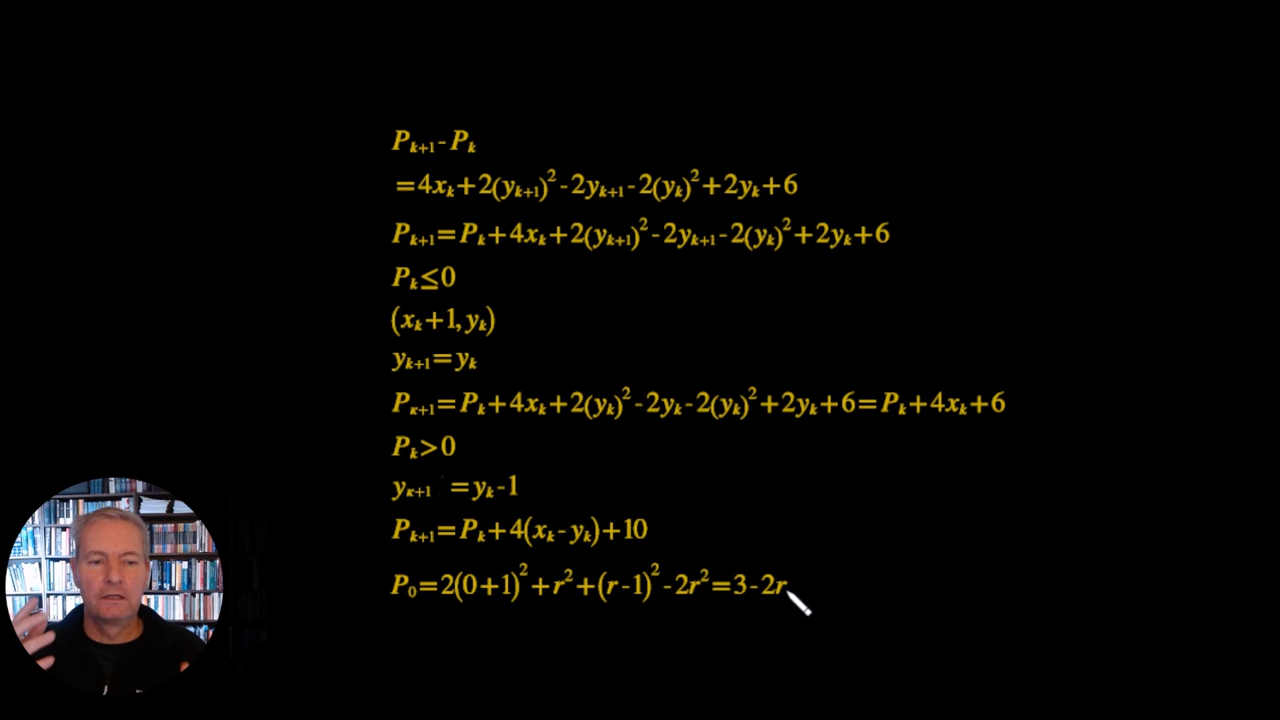 P_{k+1}-P_k
=4x_k+2(y_{k+1})^2-2y_{k+1}-2(y_k)^2+2y_k+6
P_{k+1}=P_k+4x_k+2(y_{k+1})^2-2y_{k+1}-2(y_k)^2+2y_k+6
P_k≤0
(x_k+1,y_k)
y_{k+1}=y_k
P_{K+1}=P_k+4x_k+2(y_k)^2-2y_k-2(y_k)^2+2y_k+6=P_k+4x_k+6
P_k>0
y_{K+1} =y_k-1
P_{k+1}=P_k+4(x_k-y_k)+10
P_0=2(0+1)^2+r^2+(r-1)^2-2r^2=3-2r